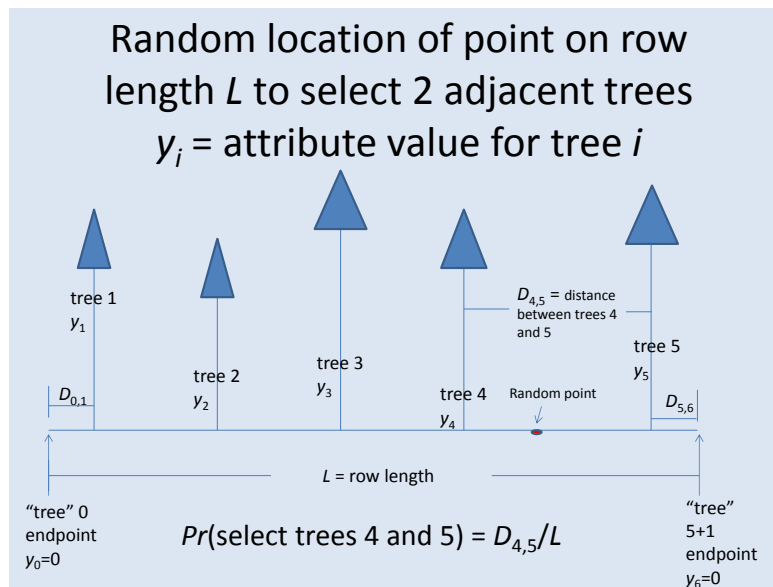 Random location of point on row
length L to select 2 adjacent trees
yᵢ = attribute value for tree i
tree 1
y₁
tree 2
y₂
tree 3
y₃
tree 4
y₄
D₄,₅ = distance
between trees 4
and 5
tree 5
y₅
Random point
D₀,₁
D₅,₆
L = row length
"tree" 0
endpoint
y₀=0
Pr(select trees 4 and 5) = D₄,₅/L
"tree"
5+1
endpoint
y₆=0